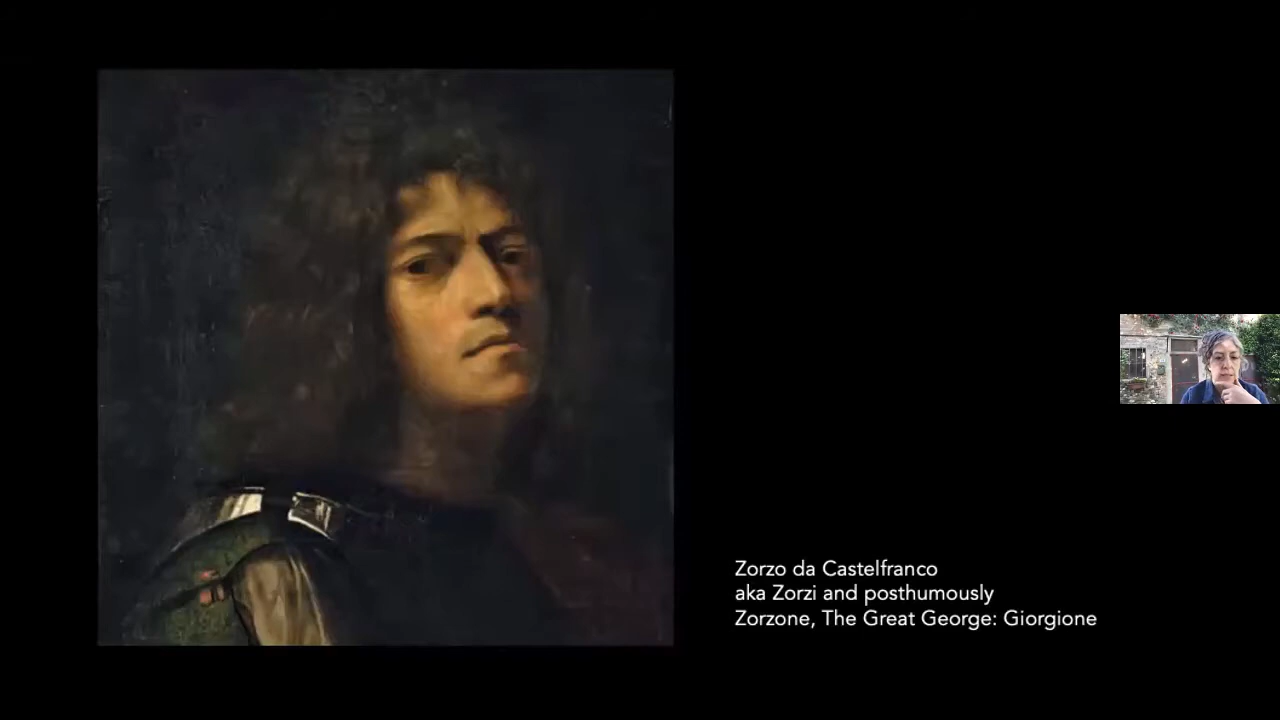 Zorzo da Castelfranco
aka Zorzi and posthumously
Zorzone, The Great George: Giorgione